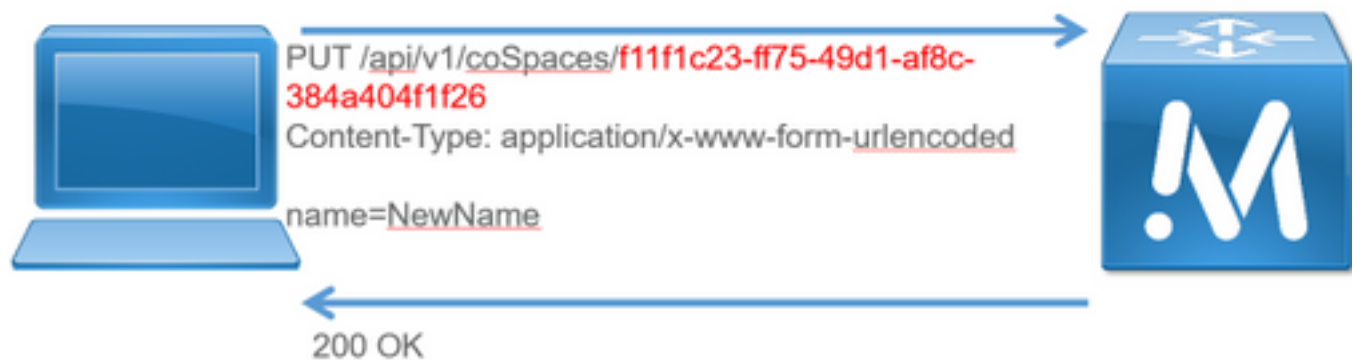 PUT /api/v1/coSpaces/f11f1c23-ff75-49d1-af8c-
384a404f1f26
Content-Type: application/x-www-form-urlencoded
name=NewName
200 OK